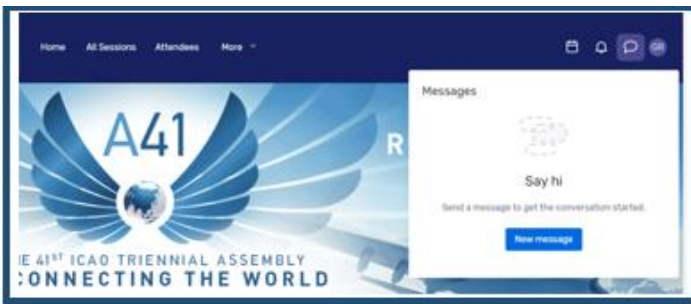 Home All Sessions Attendees More
GR
Messages
A41
R
Say hi
Send a message to get the conversation started.
New message
E 41ST ICAO TRIENNIAL ASSEMBLY
CONNECTING THE WORLD